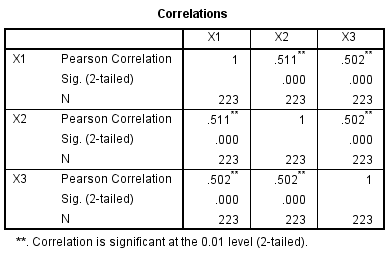 Correlations
X1 X2 X3
X1 Pearson Correlation 1 .511** .502**
Sig. (2-tailed) .000 .000
N 223 223 223
X2 Pearson Correlation .511** 1 .502**
Sig. (2-tailed) .000 .000
N 223 223 223
X3 Pearson Correlation .502** .502** 1
Sig. (2-tailed) .000 .000
N 223 223 223
**. Correlation is significant at the 0.01 level (2-tailed).